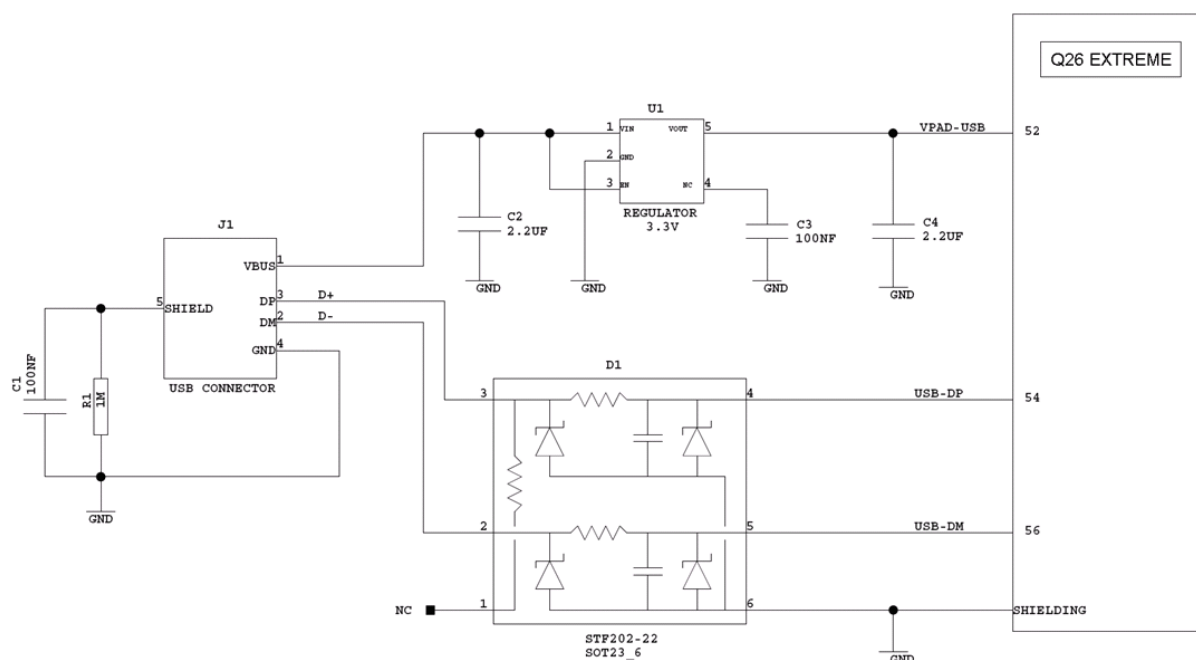 Q26 EXTREME
U1
1
VIN
VOUT
5
VPAD-USB
52
2
GND
3
EN
NC
4
REGULATOR
3.3V
C2
2.2UF
C3
100NF
C4
2.2UF
GND
GND
GND
GND
J1
VBUS
1
5
SHIELD
DP
3
D+
DM
2
D-
GND
4
USB CONNECTOR
C1
100NF
R1
1M
GND
D1
3
4
USB-DP
54
2
5
USB-DM
56
NC
1
6
SHIELDING
GND
STF202-22
SOT23_6